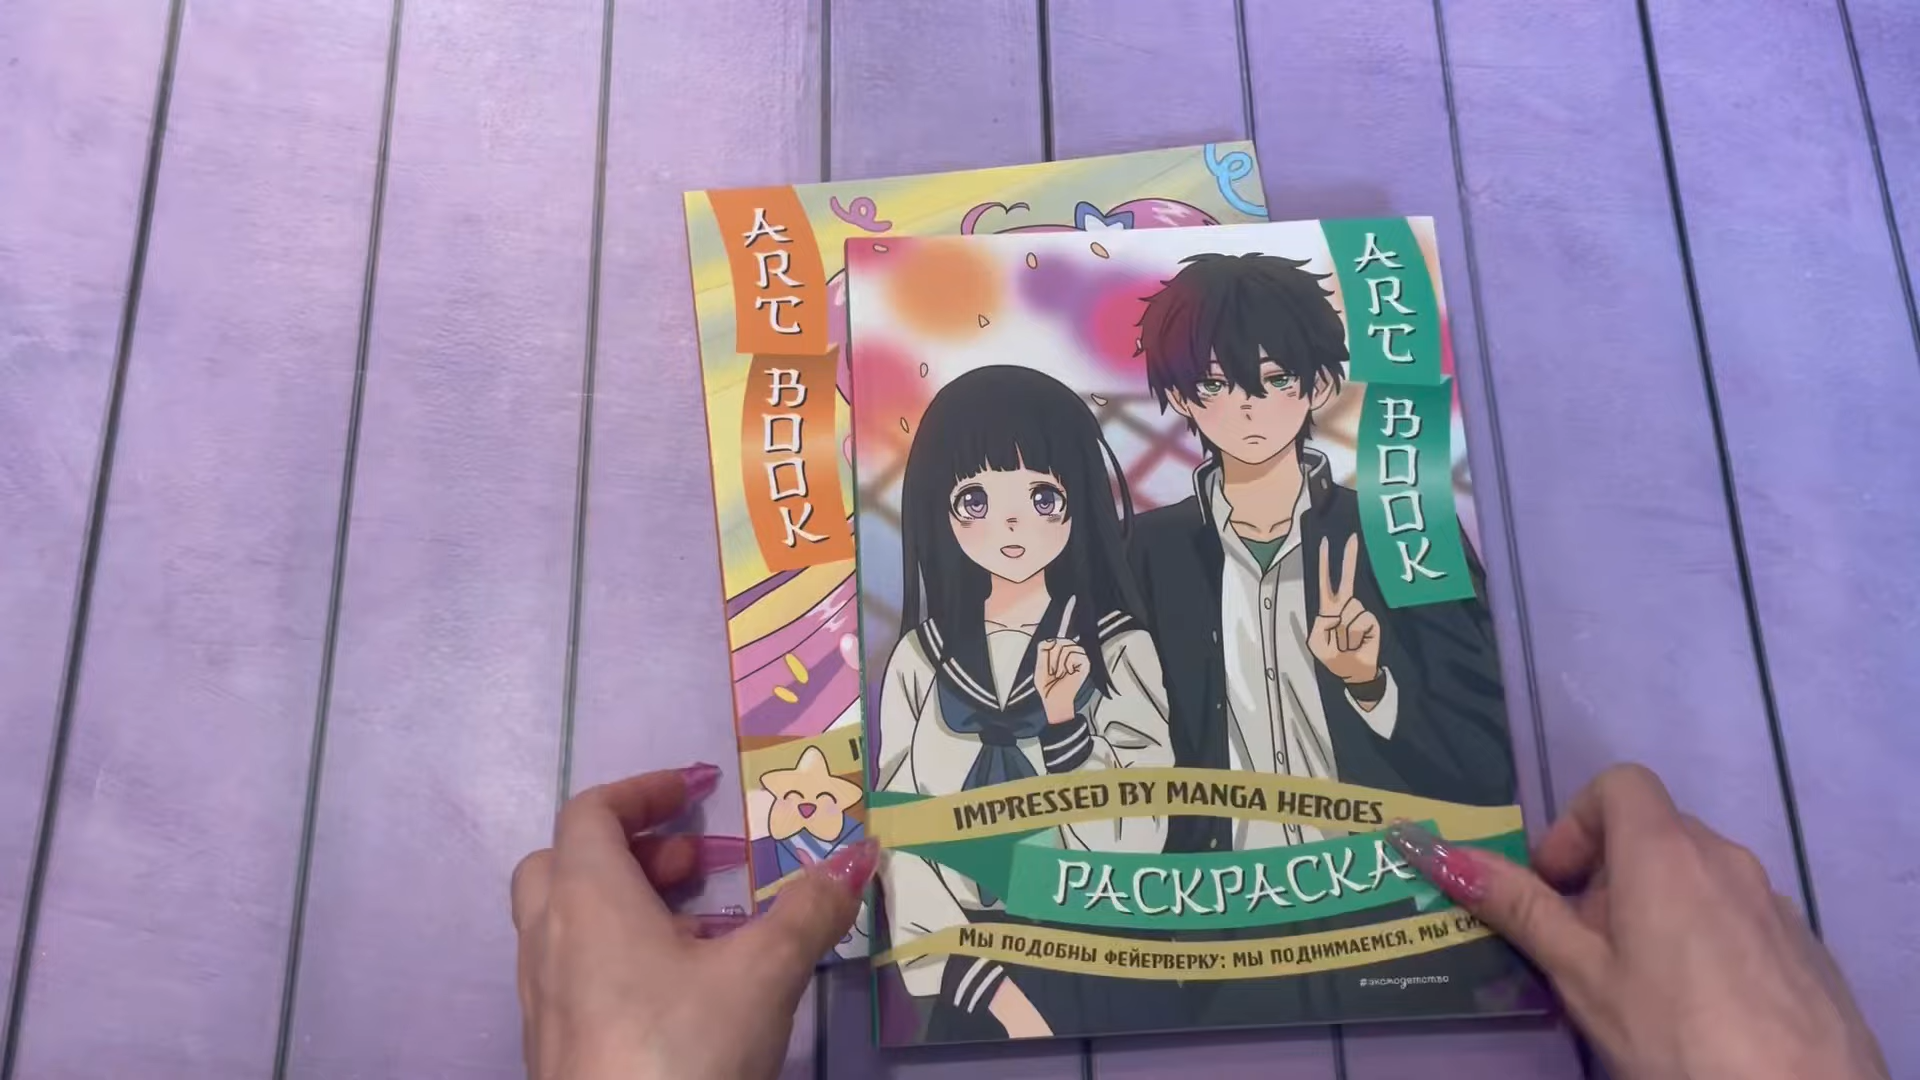 ART
BOOK
ART
BOOK
IMPRESSED BY MANGA HEROES
РАСКРАСКА
Мы подобны фейерверку: мы поднимаемся, мы
#эксмодетство